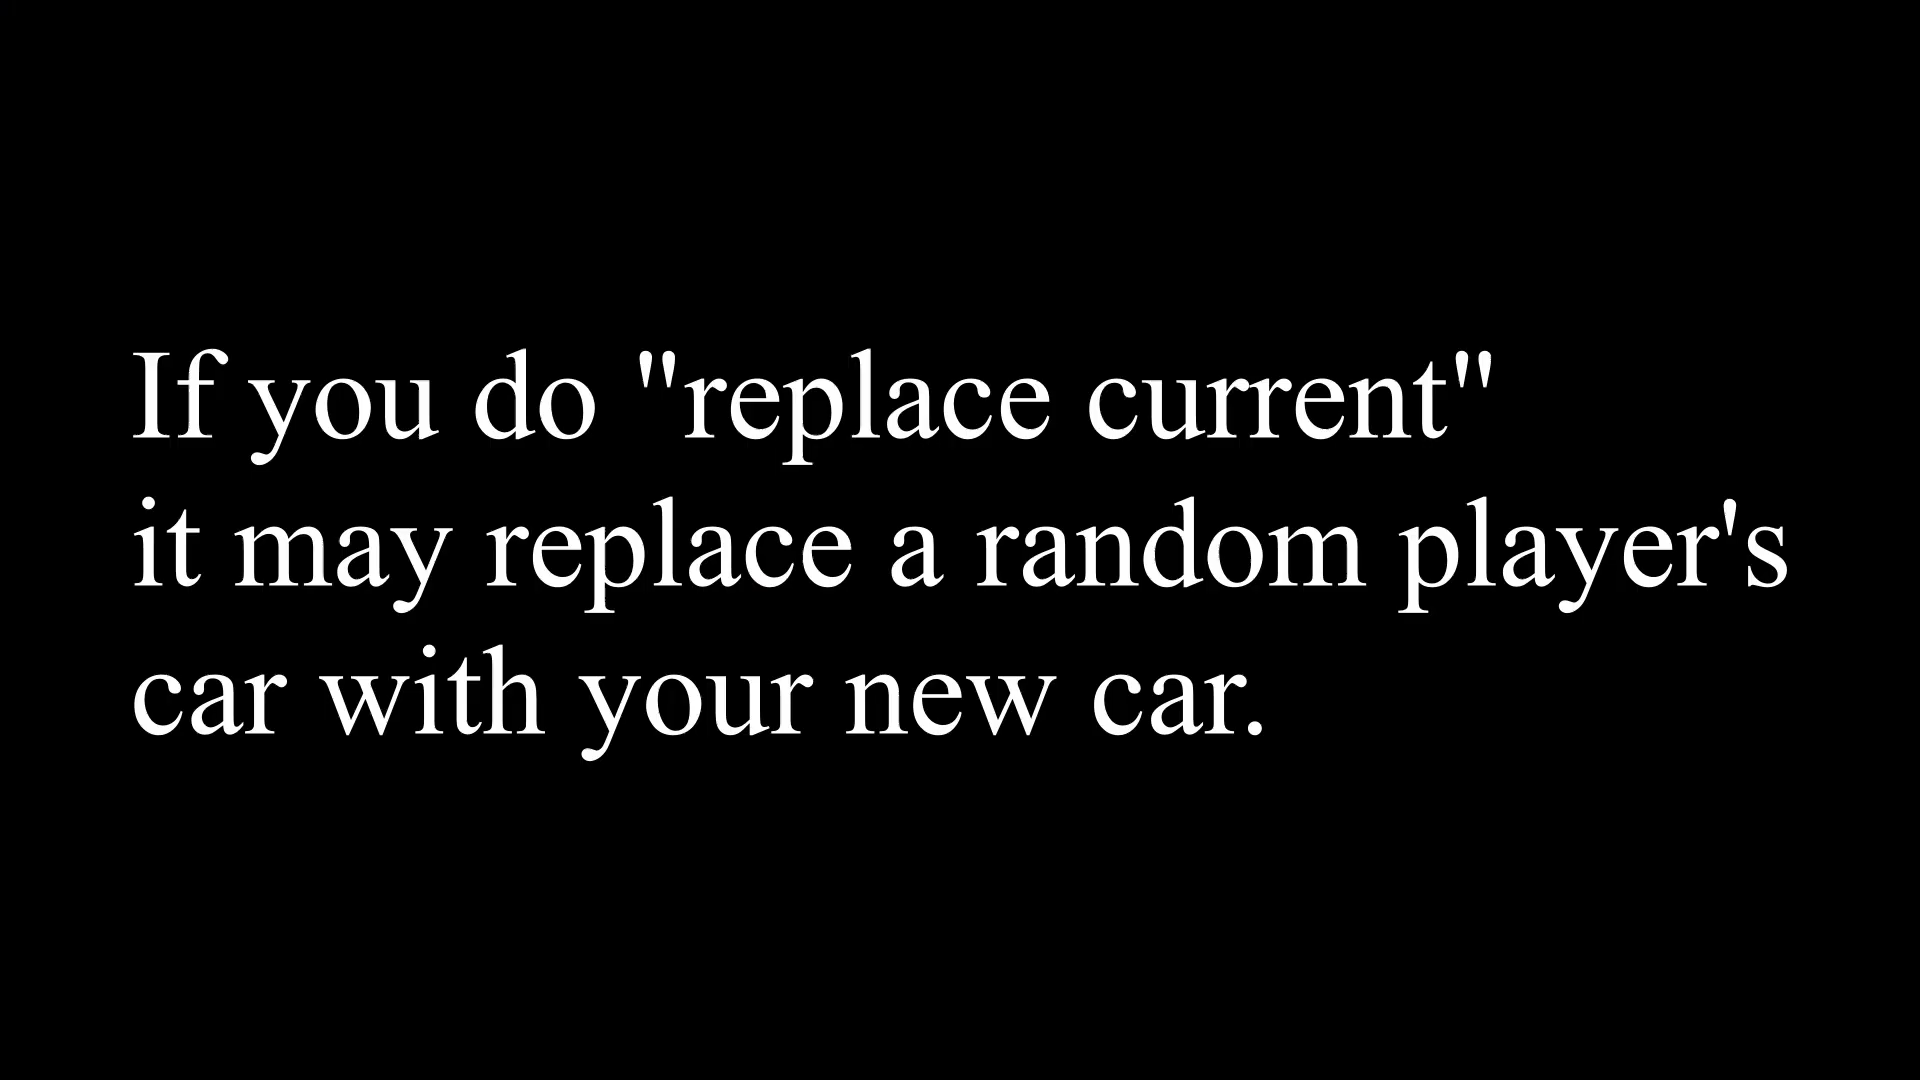 If you do "replace current"
it may replace a random player's
car with your new car.